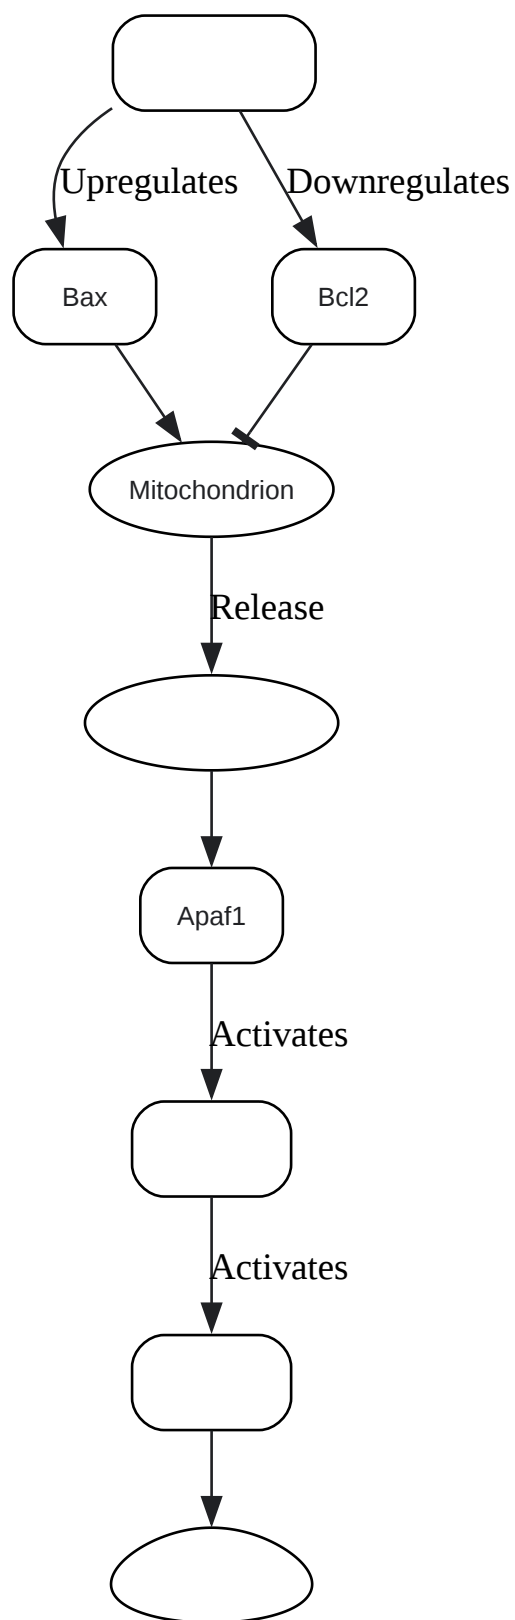 Upregulates
Downregulates
Bax
Bcl2
Mitochondrion
Release
Apaf1
Activates
Activates